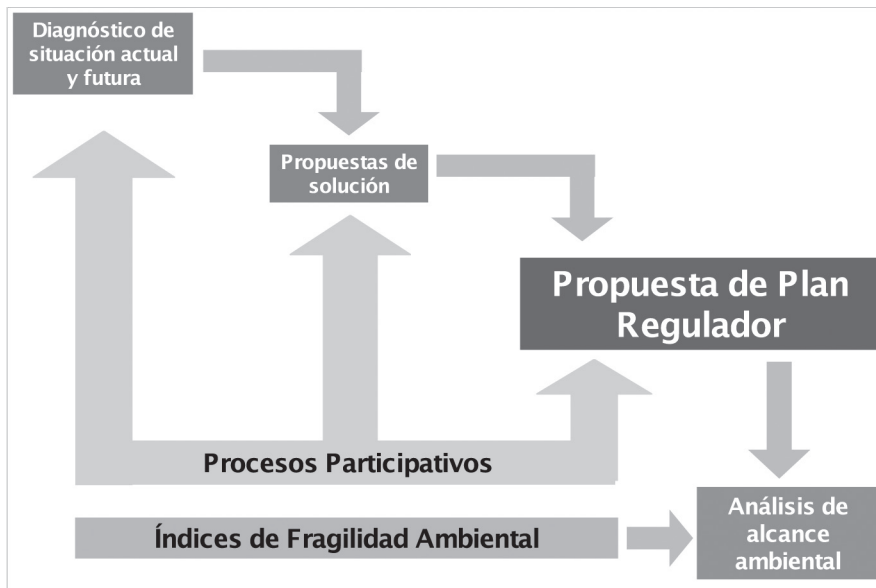 Diagnóstico de
situación actual
y futura
Propuestas de
solución
Propuesta de Plan
Regulador
Procesos Participativos
Índices de Fragilidad Ambiental
Análisis de
alcance
ambiental